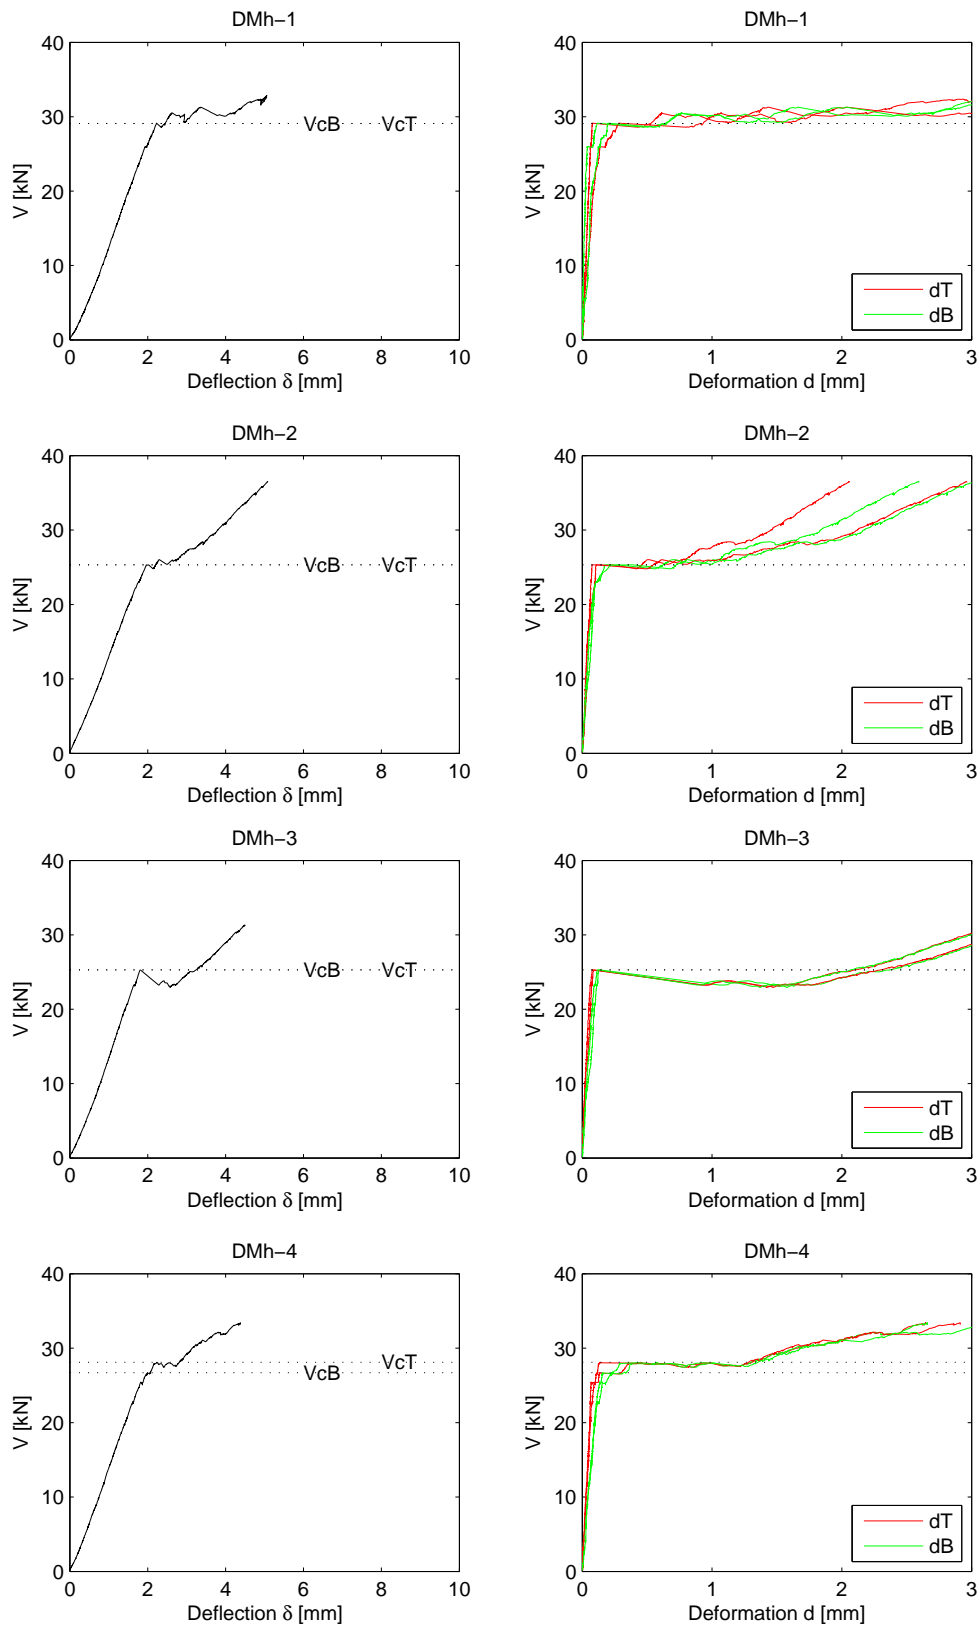 DMh−1
DMh−1
40
30
20
10
0
V [kN]
VcB
VcT
0 2 4 6 8 10
Deflection δ [mm]
40
30
20
10
0
V [kN]
dT
dB
0 1 2 3
Deformation d [mm]
DMh−2
DMh−2
40
30
20
10
0
V [kN]
VcB
VcT
0 2 4 6 8 10
Deflection δ [mm]
40
30
20
10
0
V [kN]
dT
dB
0 1 2 3
Deformation d [mm]
DMh−3
DMh−3
40
30
20
10
0
V [kN]
VcB
VcT
0 2 4 6 8 10
Deflection δ [mm]
40
30
20
10
0
V [kN]
dT
dB
0 1 2 3
Deformation d [mm]
DMh−4
DMh−4
40
30
20
10
0
V [kN]
VcT
VcB
0 2 4 6 8 10
Deflection δ [mm]
40
30
20
10
0
V [kN]
dT
dB
0 1 2 3
Deformation d [mm]